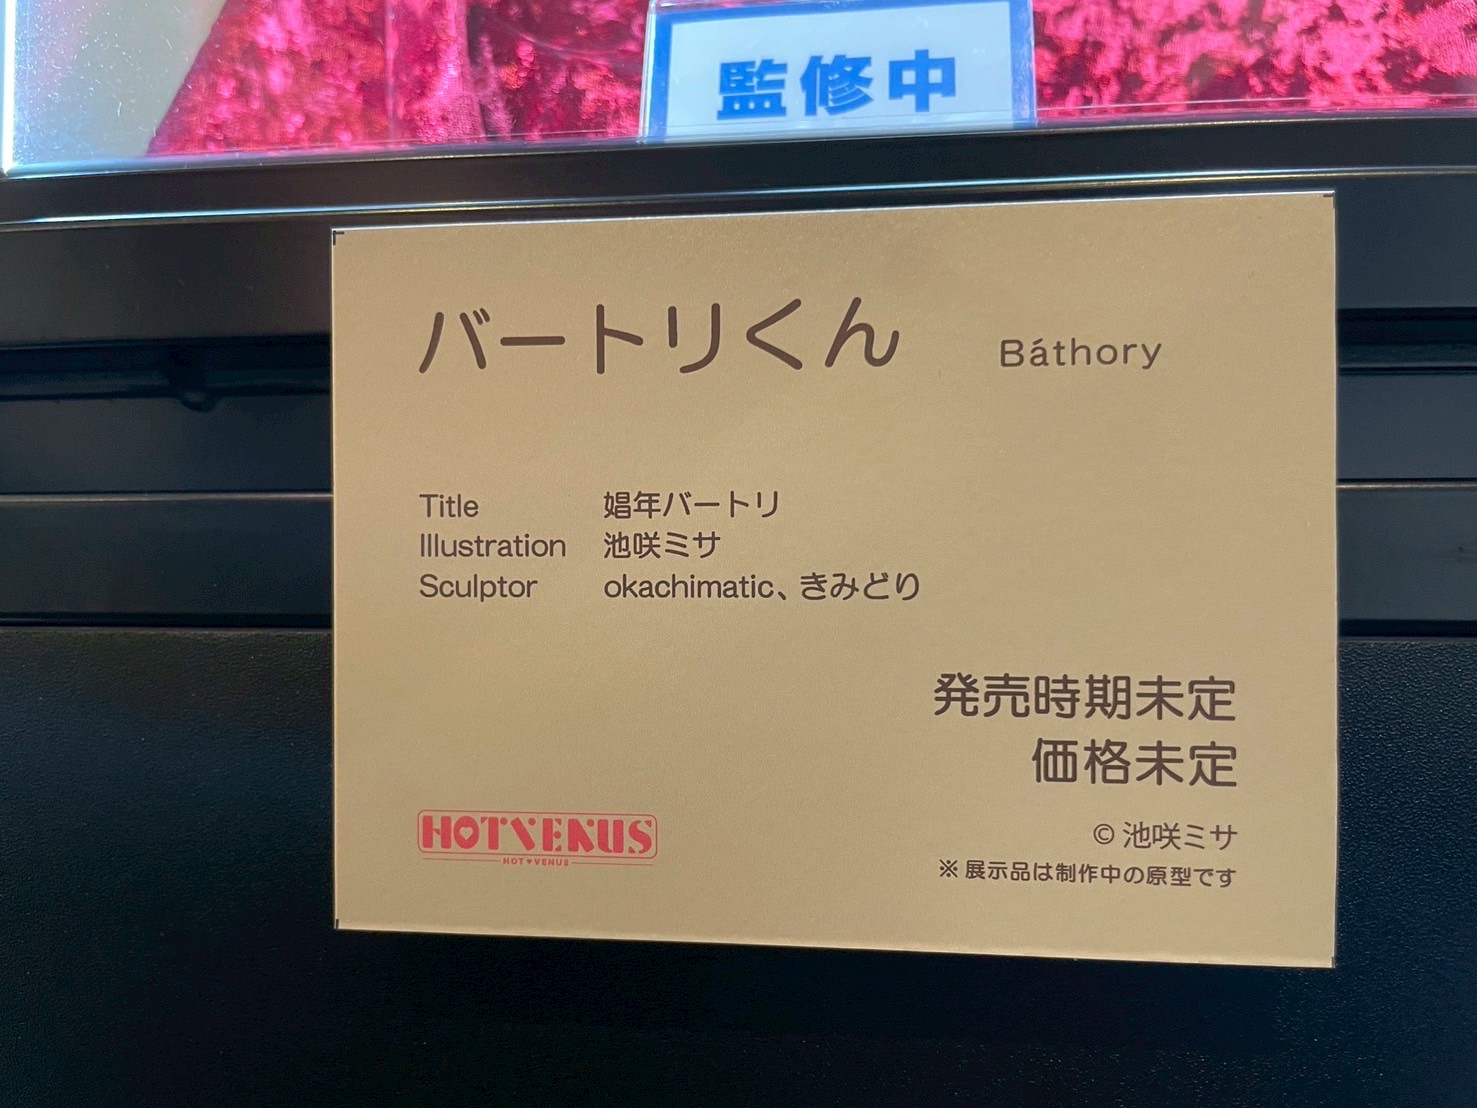 監修中
バートリくん Báthory
Title 娼年バートリ
Illustration 池咲ミサ
Sculptor okachimatic、きみどり
発売時期未定
価格未定
HOTVENUS
HOT♥VENUS
© 池咲ミサ
※展示品は制作中の原型です